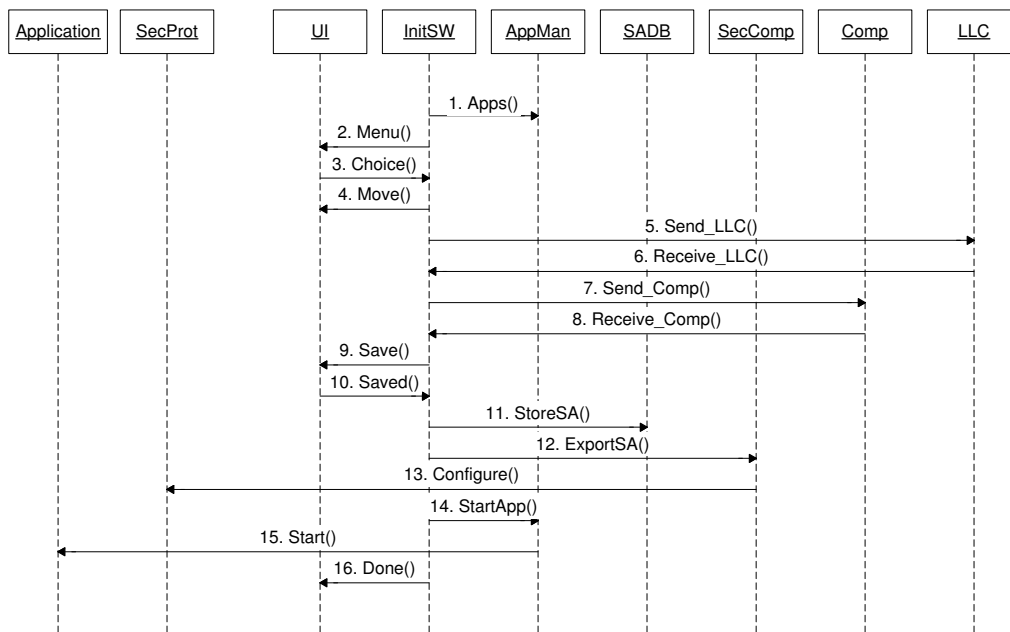 Application SecProt UI InitSW AppMan SADB SecComp Comp LLC
1. Apps()
2. Menu()
3. Choice()
4. Move()
5. Send_LLC()
6. Receive_LLC()
7. Send_Comp()
8. Receive_Comp()
9. Save()
10. Saved()
11. StoreSA()
12. ExportSA()
13. Configure()
14. StartApp()
15. Start()
16. Done()